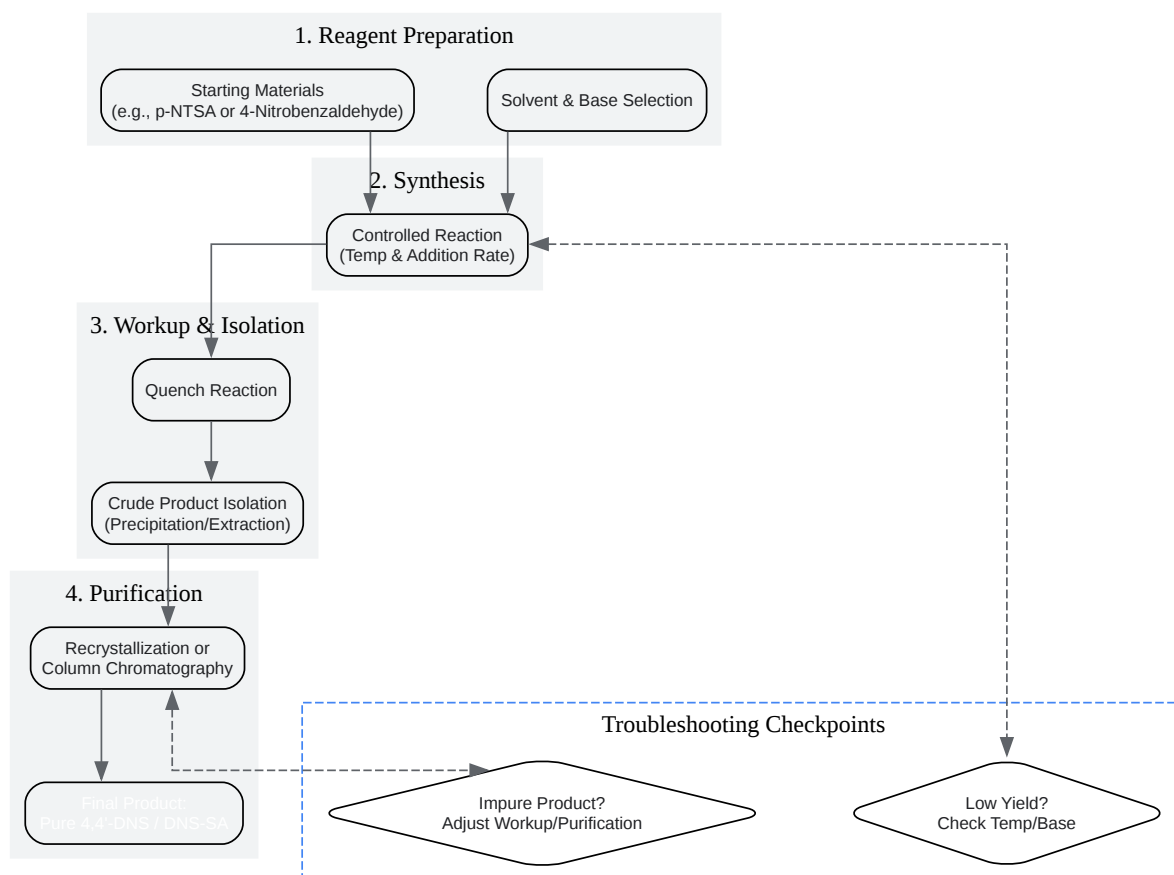 1. Reagent Preparation
Starting Materials
(e.g., p-NTSA or 4-Nitrobenzaldehyde)
Solvent & Base Selection
2. Synthesis
Controlled Reaction
(Temp & Addition Rate)
3. Workup & Isolation
Quench Reaction
Crude Product Isolation
(Precipitation/Extraction)
4. Purification
Recrystallization or
Column Chromatography
Final Product:
Pure 4,4'-DNS / DNS-SA
Troubleshooting Checkpoints
Impure Product?
Adjust Workup/Purification
Low Yield?
Check Temp/Base